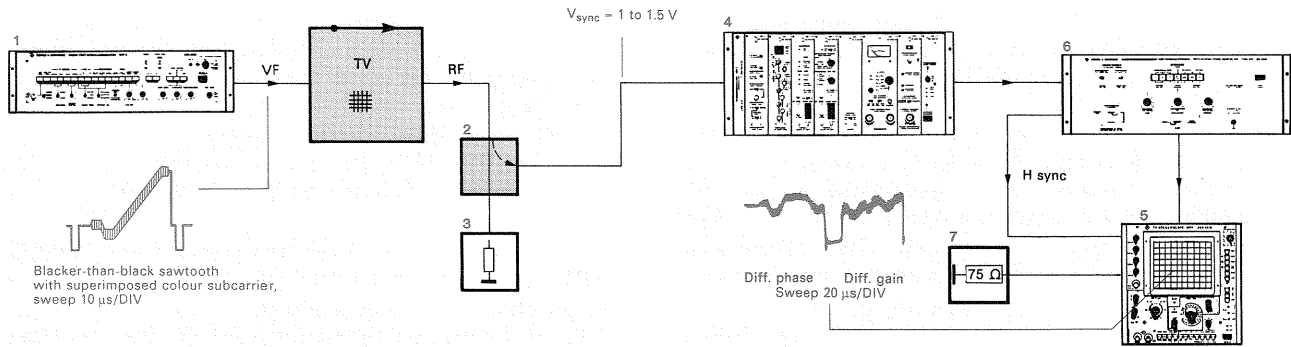 V sync = 1 to 1.5 V
1
VF
TV
RF
2
3
Blacker-than-black sawtooth
with superimposed colour subcarrier,
sweep 10 µs/DIV
4
6
H sync
5
7
75 Ω
Diff. phase Diff. gain
Sweep 20 µs/DIV